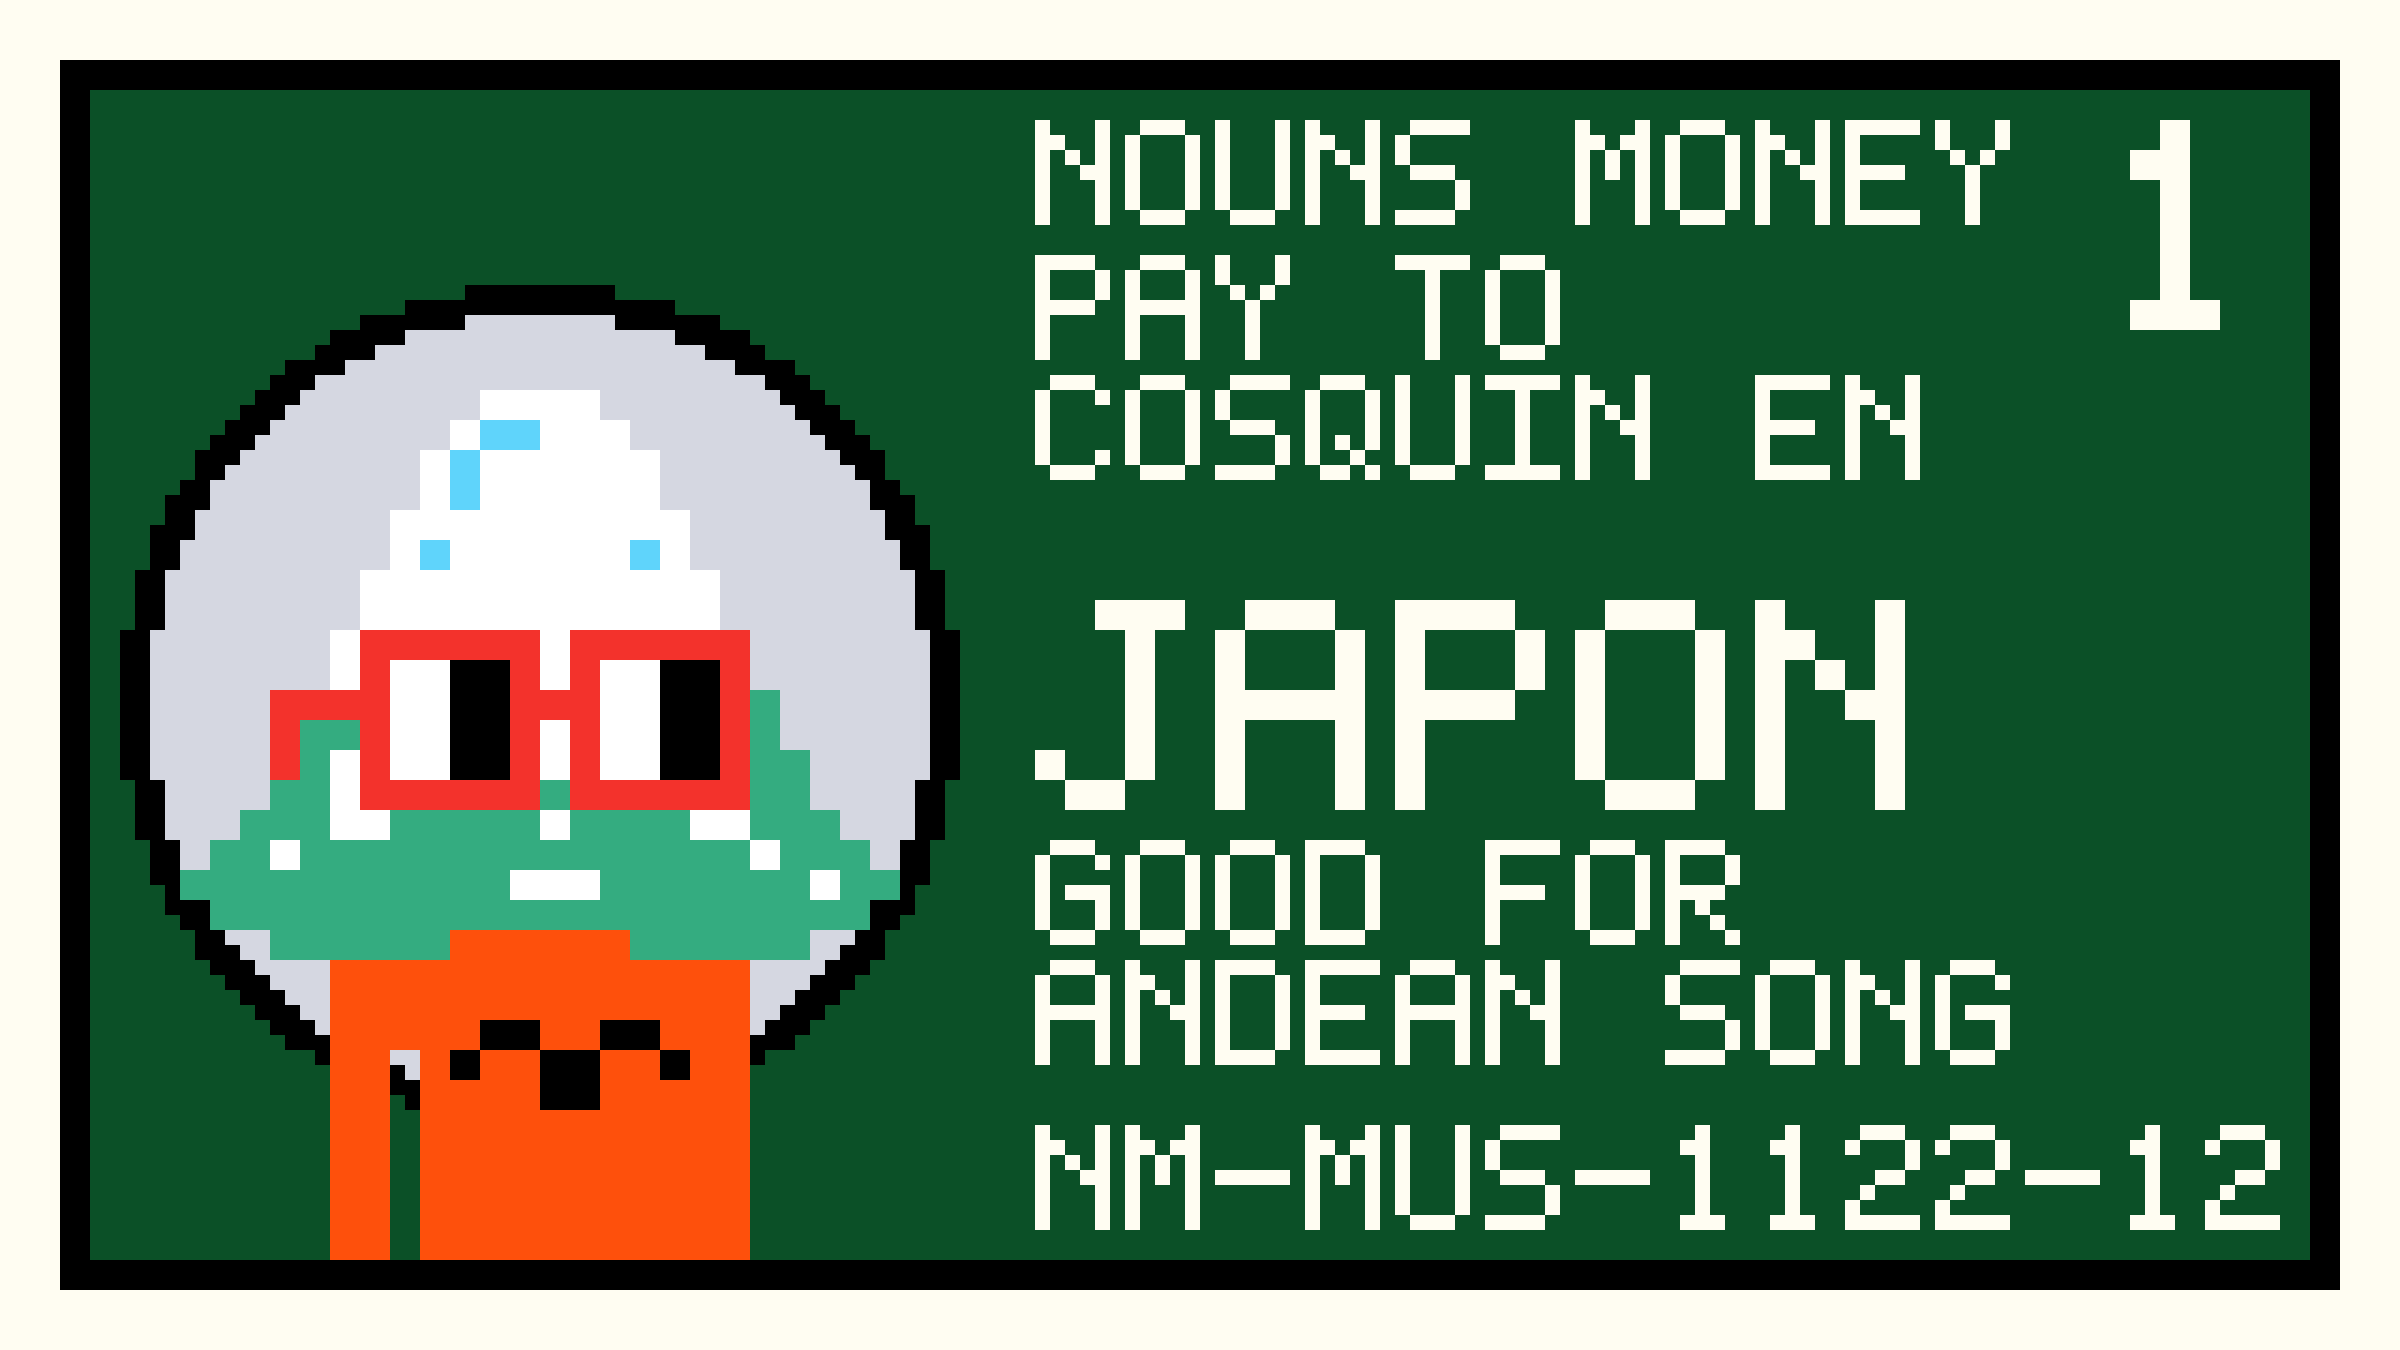 NOUNS MONEY 1
PAY TO
COSQUIN EN
JAPON
GOOD FOR
ANDEAN SONG
NM-MUS-1122-12